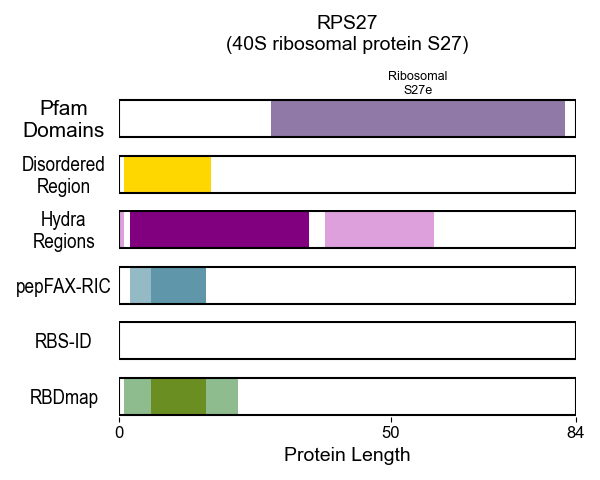 RPS27
(40S ribosomal protein S27)
Ribosomal
S27e
Pfam
Domains
Disordered
Region
Hydra
Regions
pepFAX-RIC
RBS-ID
RBDmap
0 50 84
Protein Length